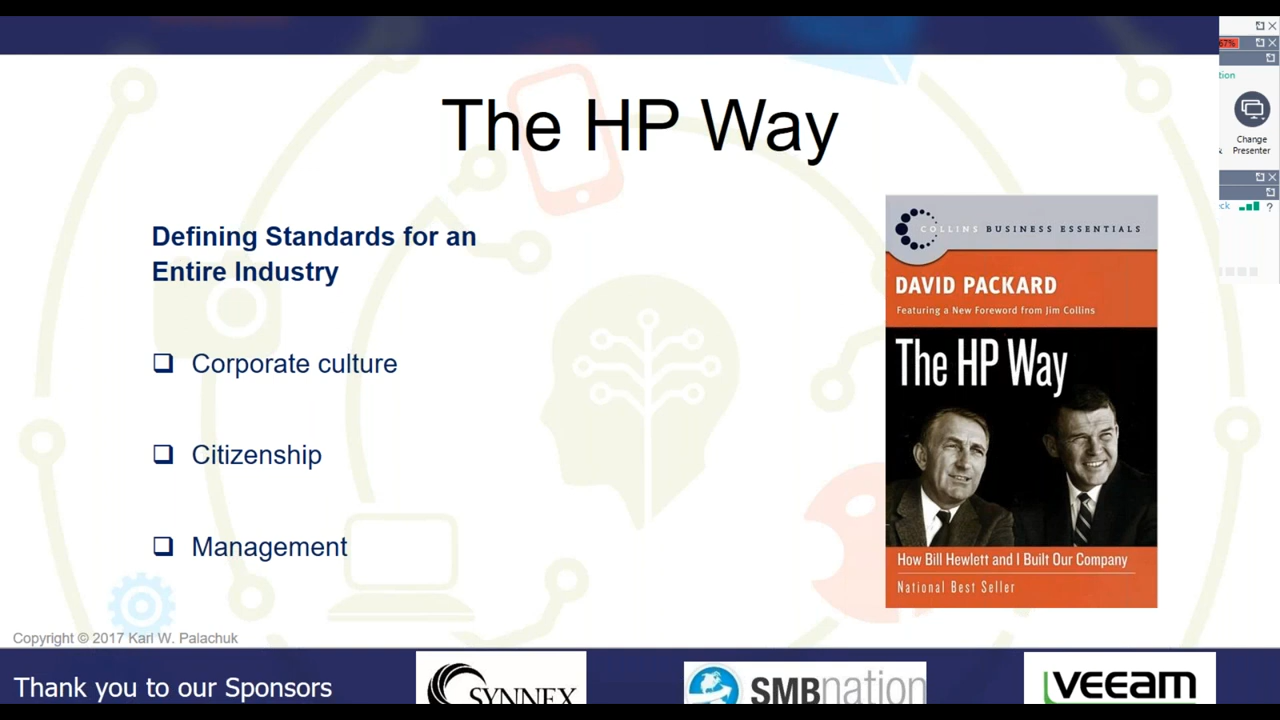 The HP Way
Defining Standards for an
Entire Industry
❑ Corporate culture
❑ Citizenship
❑ Management
COLLINS BUSINESS ESSENTIALS
DAVID PACKARD
Featuring a New Foreword from Jim Collins
The HP Way
How Bill Hewlett and I Built Our Company
National Best Seller
67%
tion
Change
Presenter
?
Copyright © 2017 Karl W. Palachuk
Thank you to our Sponsors
SYNNEX
SMBnation
veeam